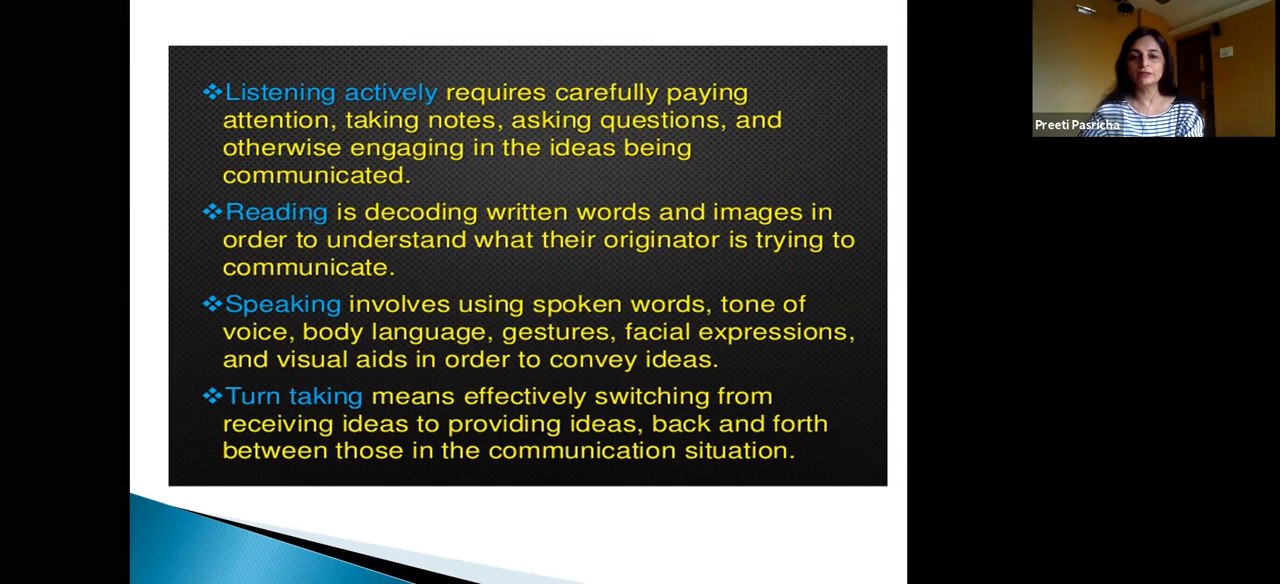 ❖Listening actively requires carefully paying
attention, taking notes, asking questions, and
otherwise engaging in the ideas being
communicated.
❖Reading is decoding written words and images in
order to understand what their originator is trying to
communicate.
❖Speaking involves using spoken words, tone of
voice, body language, gestures, facial expressions,
and visual aids in order to convey ideas.
❖Turn taking means effectively switching from
receiving ideas to providing ideas, back and forth
between those in the communication situation.
Preeti Pasricha